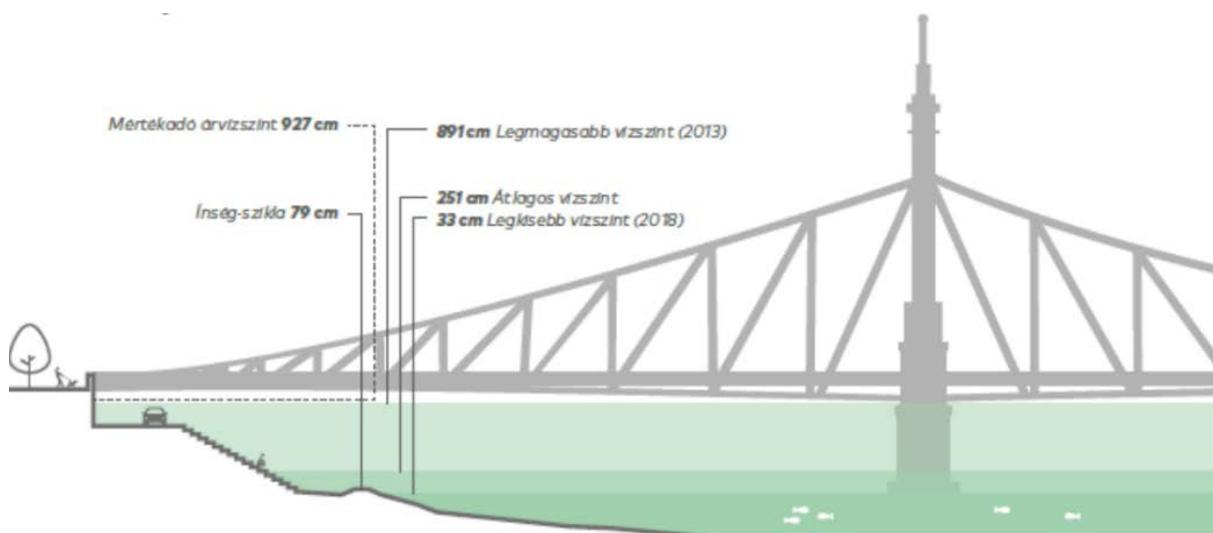 Mértékadó árvízszint 927 cm
891 cm Legmagasabb vízszint (2013)
251 cm Átlagos vízszint
Ínség-szikla 79 cm
33 cm Legkisebb vízszint (2018)